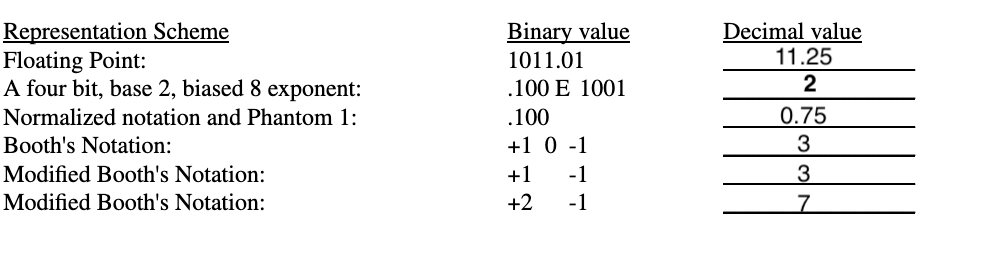 Representation Scheme Binary value Decimal value
Floating Point: 1011.01 11.25
A four bit, base 2, biased 8 exponent: .100 E 1001 2
Normalized notation and Phantom 1: .100 0.75
Booth's Notation: +1 0 -1 3
Modified Booth's Notation: +1 -1 3
Modified Booth's Notation: +2 -1 7